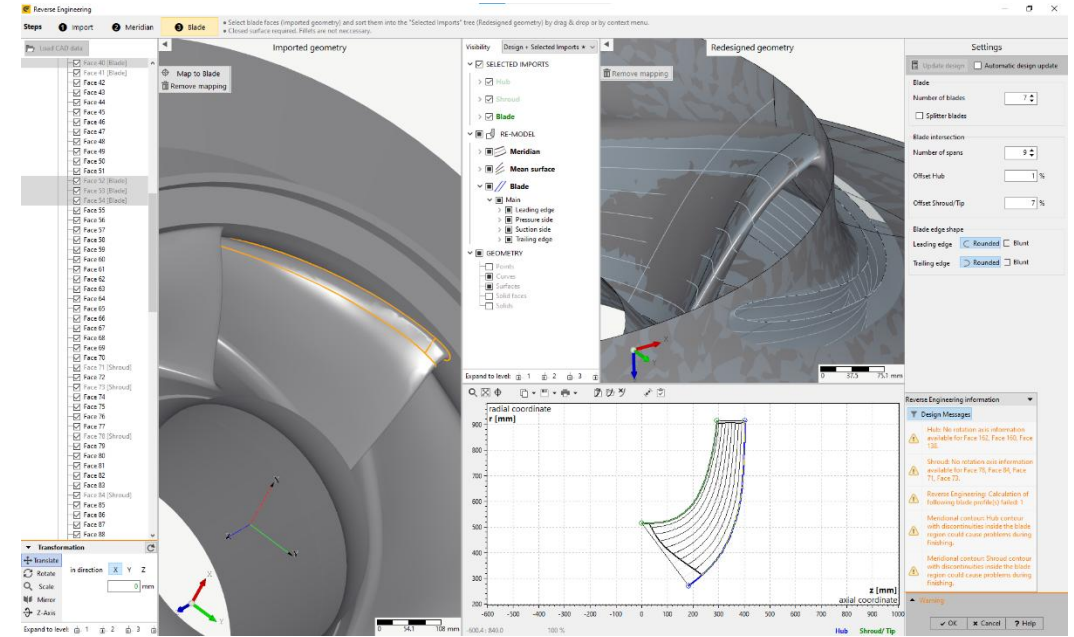 Reverse Engineering
Steps 1 Import 2 Meridian 3 Blade
• Select blade faces (imported geometry) and sort them into the "Selected Imports" tree (Redesigned geometry) by drag & drop or by context menu.
• Closed surface required. Fillets are not neccessary.
Load CAD data
Face 40 [Blade]
Face 41 [Blade]
Face 42
Face 43
Face 44
Face 45
Face 46
Face 47
Face 48
Face 49
Face 50
Face 51
Face 52 [Blade]
Face 53 [Blade]
Face 54 [Blade]
Face 55
Face 56
Face 57
Face 58
Face 59
Face 60
Face 61
Face 62
Face 63
Face 64
Face 65
Face 66
Face 67
Face 68
Face 69
Face 70
Face 71 [Shroud]
Face 72
Face 73 [Shroud]
Face 74
Face 75
Face 76
Face 77
Face 78 [Shroud]
Face 79
Face 80
Face 81
Face 82
Face 83
Face 84 [Shroud]
Face 85
Face 86
Face 87
Face 88
Transformation
Translate
Rotate
Scale
Mirror
Z-Axis
in direction X Y Z
0 mm
Expand to level: 1 2 3
Imported geometry
Map to Blade
Remove mapping
X
Y
0 54.1 108 mm
Visibility Design + Selected Imports
SELECTED IMPORTS
Hub
Shroud
Blade
RE-MODEL
Meridian
Mean surface
Blade
Main
Leading edge
Pressure side
Suction side
Trailing edge
GEOMETRY
Points
Curves
Surfaces
Solid faces
Solids
Expand to level: 1 2 3
Redesigned geometry
Remove mapping
X
Y
0 37.5 75.1 mm
radial coordinate
r [mm]
900
800
700
600
500
400
300
200
-600 -500 -400 -300 -200 -100 0 100 200 300 400 500 600 700 800 900 1000
z [mm]
axial coordinate
-500.4 : 840.0 100 %
Hub Shroud/ Tip
Settings
Update design Automatic design update
Blade
Number of blades 7
Splitter blades
Blade intersection
Number of spans 9
Offset Hub 1 %
Offset Shroud/Tip 7 %
Blade edge shape
Leading edge Rounded Blunt
Trailing edge Rounded Blunt
Reverse Engineering information
Design Messages
Hub: No rotation axis information
available for Face 162, Face 160, Face
138.
Shroud: No rotation axis information
available for Face 78, Face 84, Face
71, Face 73.
Reverse Engineering: Calculation of
following blade profile(s) failed: 1
Meridional contour: Hub contour
with discontinuities inside the blade
region could cause problems during
finishing.
Meridional contour: Shroud contour
with discontinuities inside the blade
region could cause problems during
finishing.
Warning
OK Cancel Help